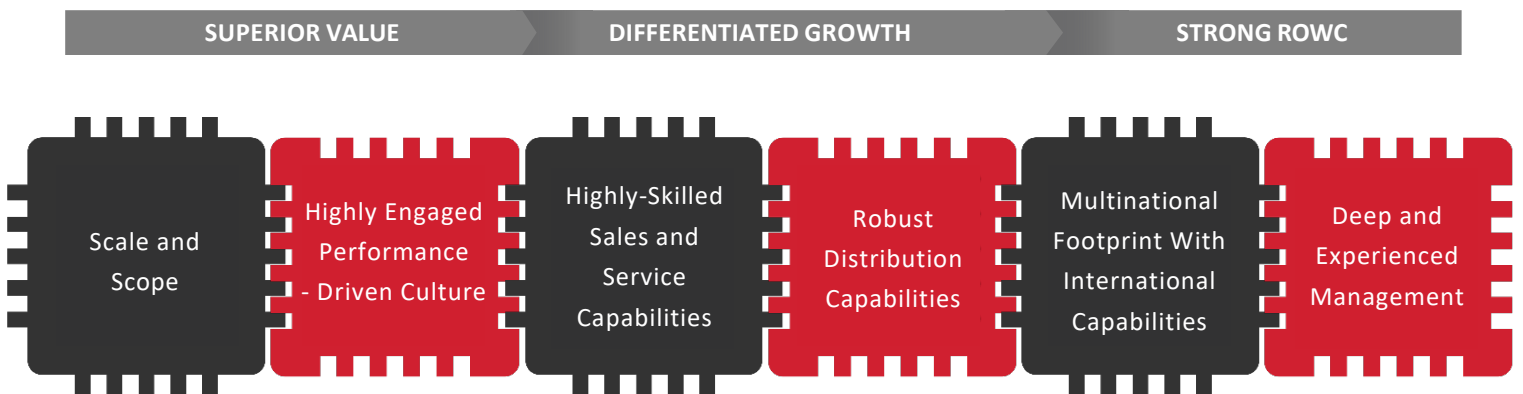 SUPERIOR VALUE
DIFFERENTIATED GROWTH
STRONG ROWC
Scale and
Scope
Highly Engaged
Performance
- Driven Culture
Highly-Skilled
Sales and
Service
Capabilities
Robust
Distribution
Capabilities
Multinational
Footprint With
International
Capabilities
Deep and
Experienced
Management